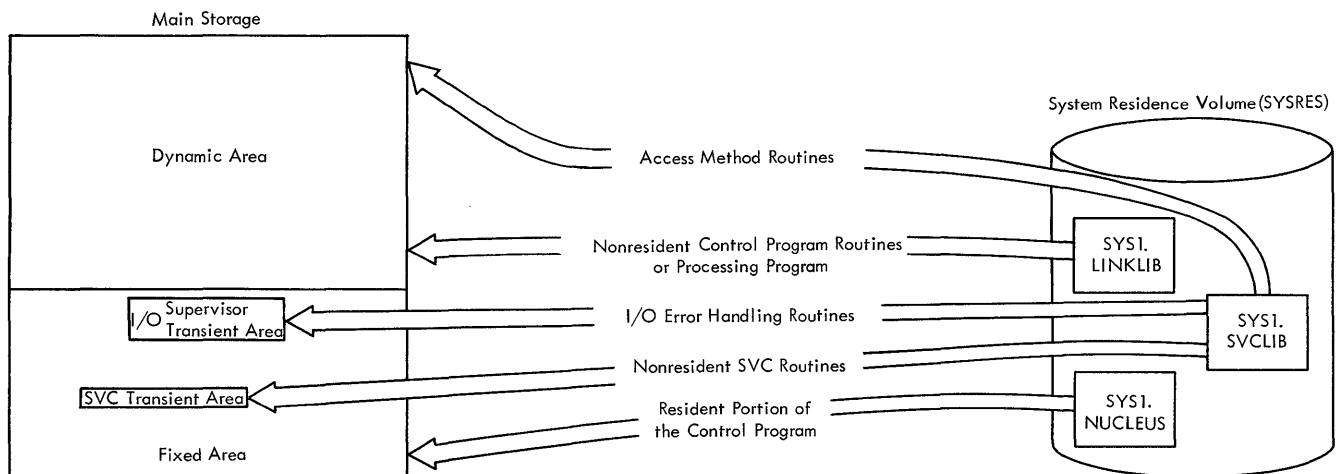 Main Storage
System Residence Volume (SYSRES)
Dynamic Area
Access Method Routines
Nonresident Control Program Routines
or Processing Program
SYS1.
LINKLIB
I/O Supervisor
Transient Area
I/O Error Handling Routines
SYS1.
SVCLIB
Nonresident SVC Routines
SVC Transient Area
Resident Portion of
the Control Program
SYS1.
NUCLEUS
Fixed Area